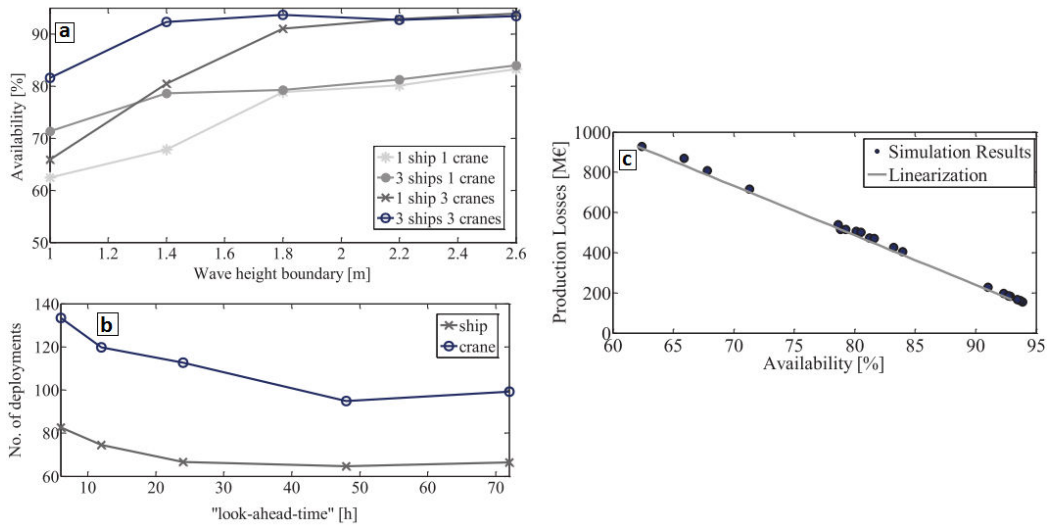 a
Availability [%]
90
80
70
60
50
1 ship 1 crane
3 ships 1 crane
1 ship 3 cranes
3 ships 3 cranes
1 1.2 1.4 1.6 1.8 2 2.2 2.4 2.6
Wave height boundary [m]
b
No. of deployments
140
120
100
80
60
ship
crane
10 20 30 40 50 60 70
"look-ahead-time" [h]
c
Production Losses [M€]
1000
800
600
400
200
0
Simulation Results
Linearization
60 65 70 75 80 85 90 95
Availability [%]